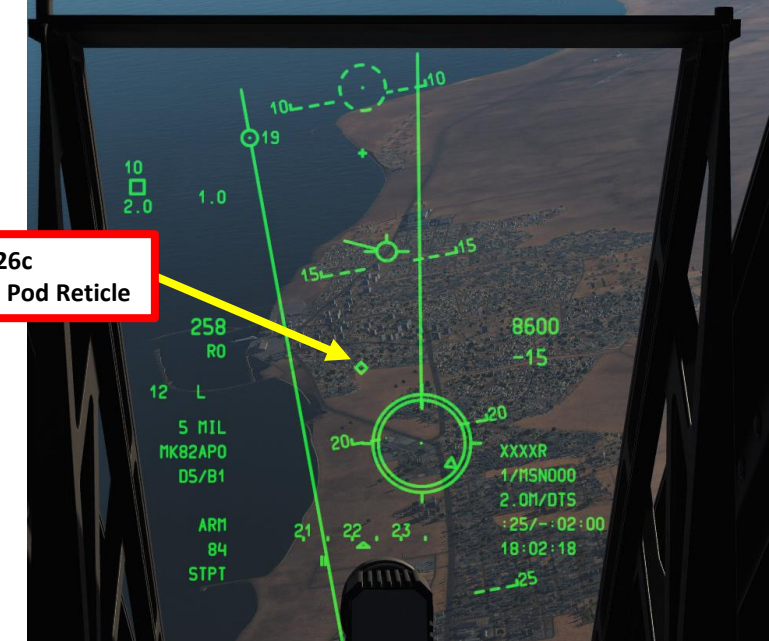 10 10
19
10
2.0
1.0
15 15
26c
Pod Reticle
258
RO
8600
-15
12 L
5 MIL
MK82AP0
D5/B1
20 20
XXXXR
1/MSN000
2.0M/DTS
:25/-:02:00
18:02:18
ARM
84
STPT
21 . 22 . 23 .
25